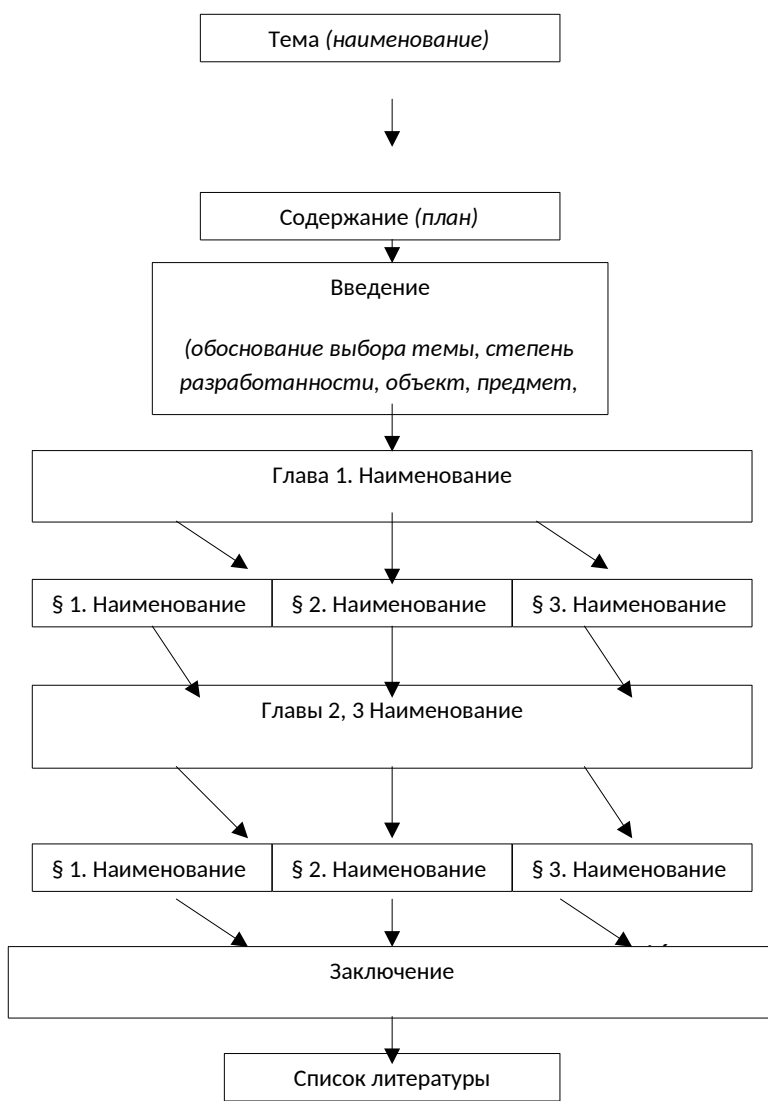 Тема (наименование)
Содержание (план)
Введение
(обоснование выбора темы, степень
разработанности, объект, предмет,
Глава 1. Наименование
§ 1. Наименование § 2. Наименование § 3. Наименование
Главы 2, 3 Наименование
§ 1. Наименование § 2. Наименование § 3. Наименование
Заключение
Список литературы